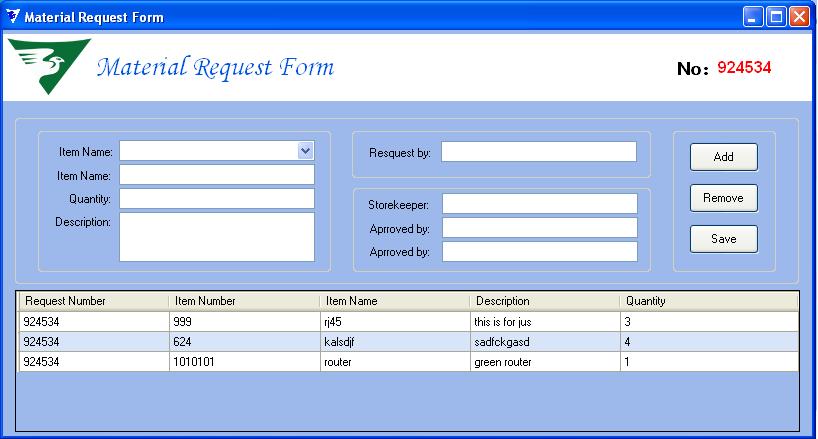 Material Request Form
Material Request Form
No: 924534
Item Name:
Item Name:
Quantity:
Description:
Resquest by:
Storekeeper:
Aprroved by:
Aprroved by:
Add
Remove
Save
Request Number Item Number Item Name Description Quantity
924534 999 rj45 this is for jus 3
924534 624 kalsdjf sadfckgasd 4
924534 1010101 router green router 1